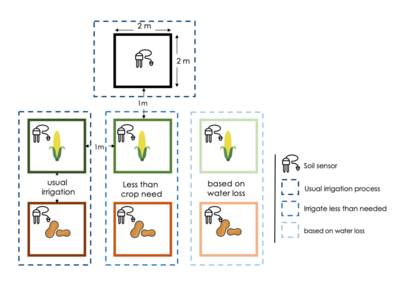 2 m
2 m
1m
1m
usual
irrigation
Less than
crop need
based on
water loss
Soil sensor
Usual irrigation process
Irrigate less than needed
based on water loss